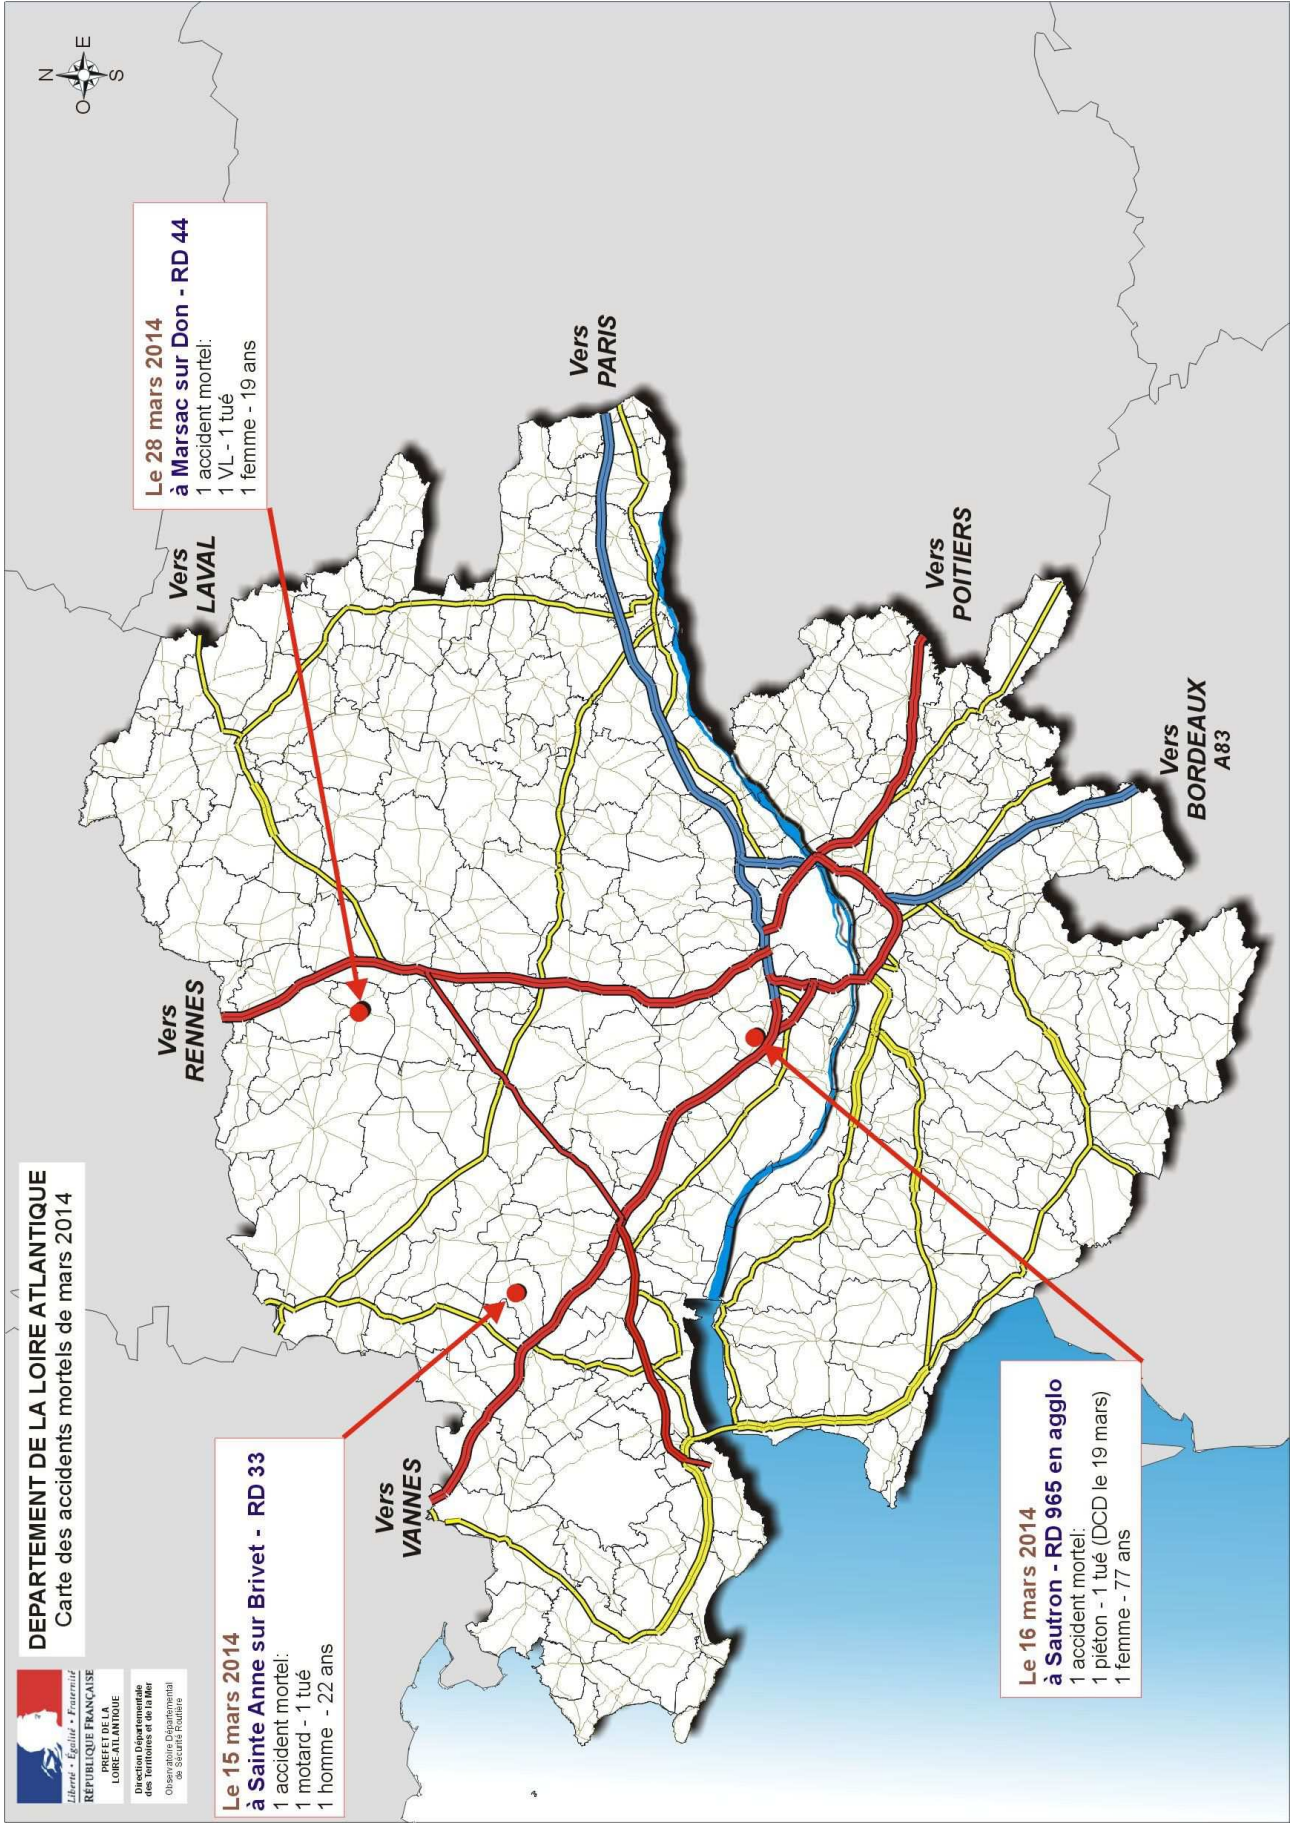 Liberté • Égalité • Fraternité
RÉPUBLIQUE FRANÇAISE
PREFET DE LA
LOIRE-ATLANTIQUE
Direction Départementale
des Territoires et de la Mer
Observatoire Départemental
de Sécurité Routière
DEPARTEMENT DE LA LOIRE ATLANTIQUE
Carte des accidents mortels de mars 2014
N
E
S
O
Le 15 mars 2014
à Sainte Anne sur Brivet - RD 33
1 accident mortel:
1 motard - 1 tué
1 homme - 22 ans
Le 28 mars 2014
à Marsac sur Don - RD 44
1 accident mortel:
1 VL - 1 tué
1 femme - 19 ans
Vers
RENNES
Vers
LAVAL
Vers
VANNES
Vers
PARIS
Vers
POITIERS
Vers
BORDEAUX
A83
Le 16 mars 2014
à Sautron - RD 965 en agglo
1 accident mortel:
1 piéton - 1 tué (DCD le 19 mars)
1 femme - 77 ans